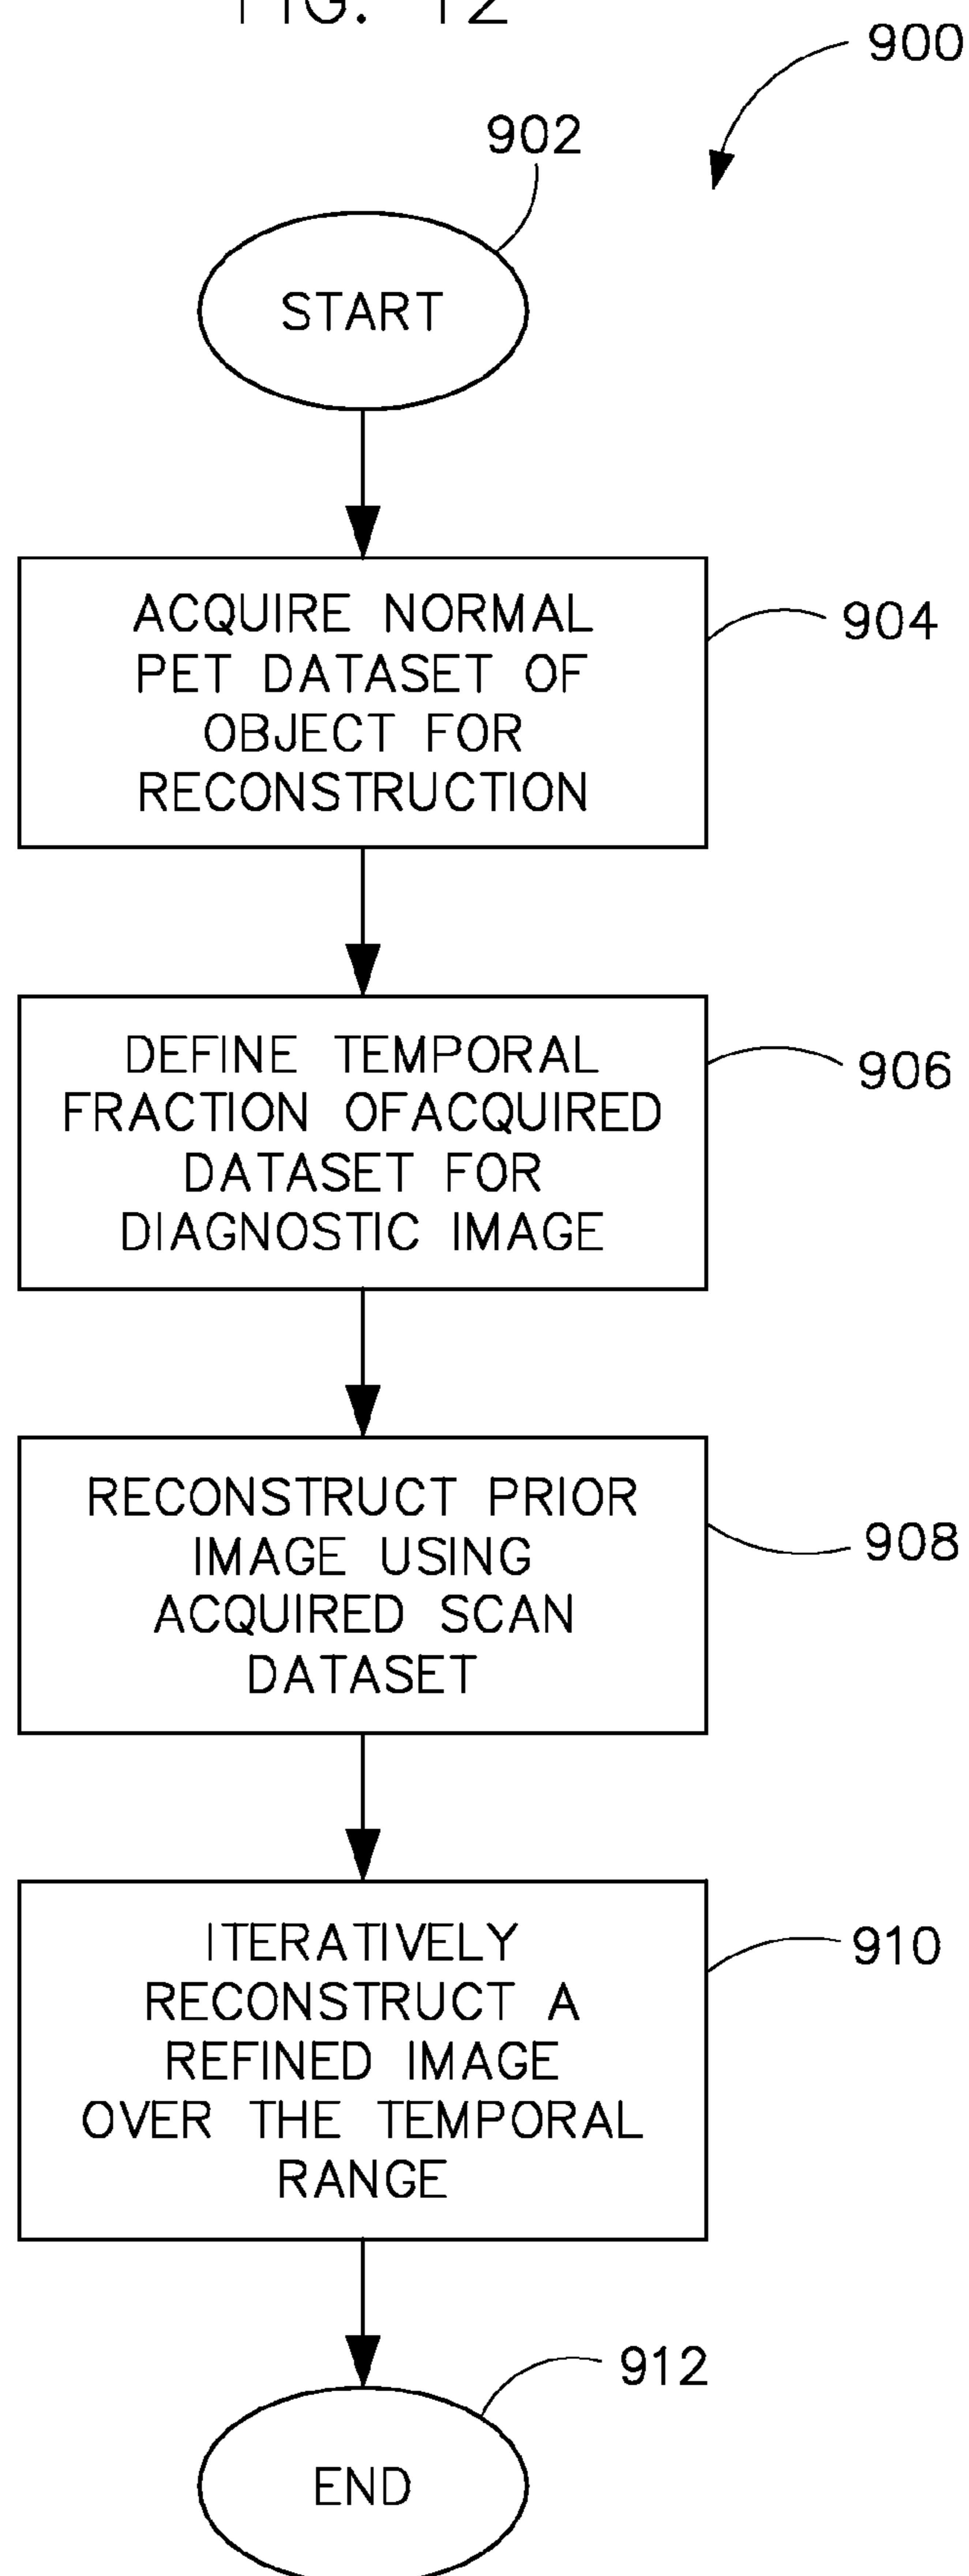 FIG. 12
900
902
START
ACQUIRE NORMAL
PET DATASET OF
OBJECT FOR
RECONSTRUCTION
904
DEFINE TEMPORAL
FRACTION OFACQUIRED
DATASET FOR
DIAGNOSTIC IMAGE
906
RECONSTRUCT PRIOR
IMAGE USING
ACQUIRED SCAN
DATASET
908
ITERATIVELY
RECONSTRUCT A
REFINED IMAGE
OVER THE TEMPORAL
RANGE
910
912
END